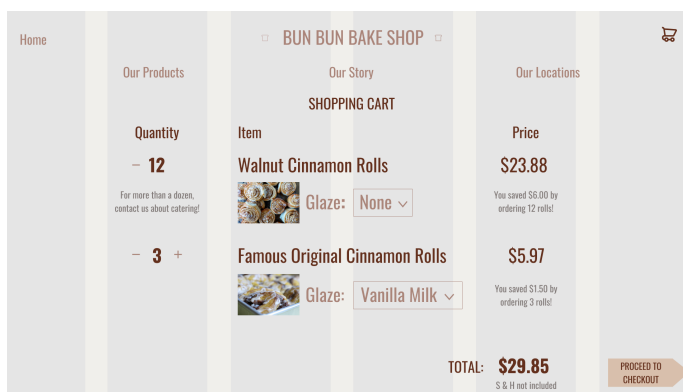 Home
BUN BUN BAKE SHOP
Our Products
Our Story
Our Locations
SHOPPING CART
Quantity
Item
Price
− 12
Walnut Cinnamon Rolls
$23.88
For more than a dozen,
contact us about catering!
Glaze: None
You saved $6.00 by
ordering 12 rolls!
− 3 +
Famous Original Cinnamon Rolls
$5.97
Glaze: Vanilla Milk
You saved $1.50 by
ordering 3 rolls!
TOTAL: $29.85
S & H not included
PROCEED TO
CHECKOUT